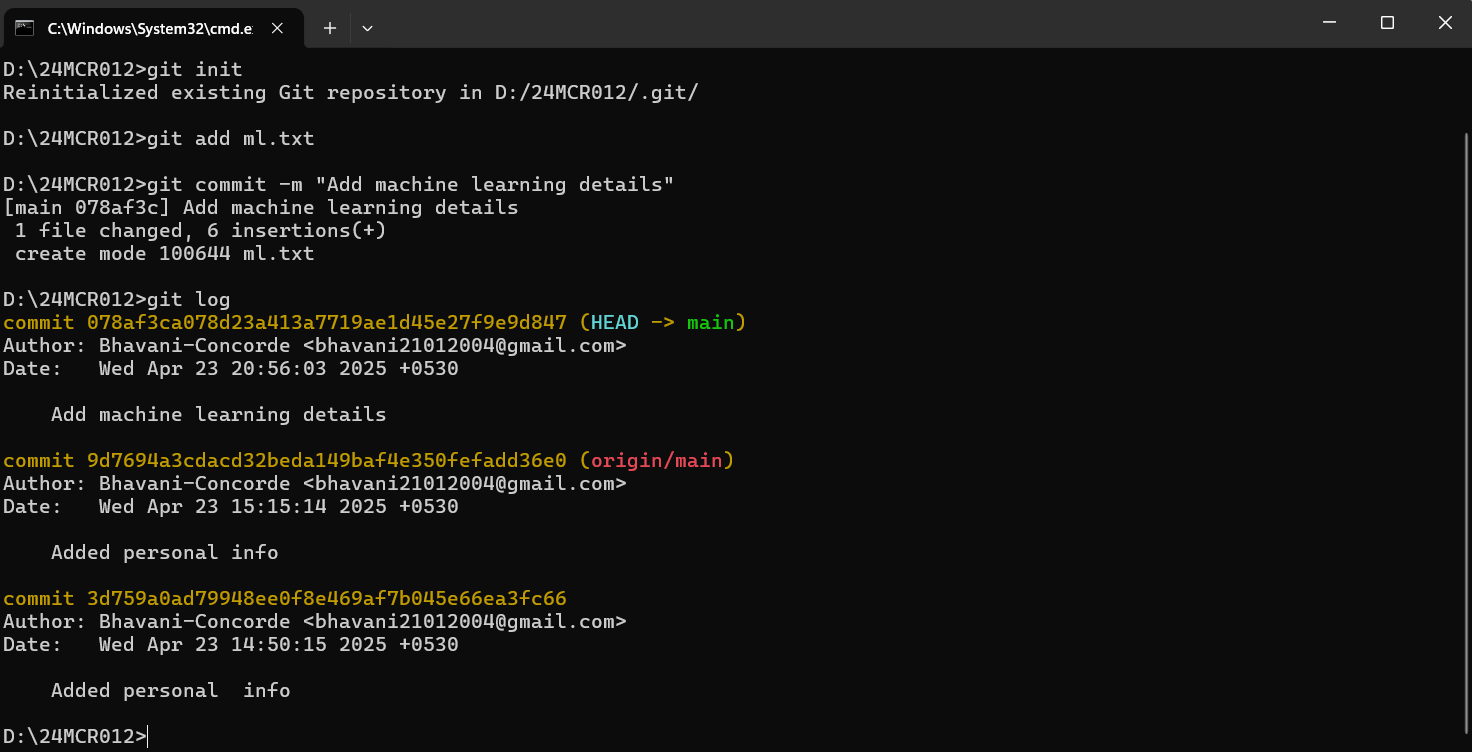 C:\Windows\System32\cmd.e
D:\24MCR012>git init
Reinitialized existing Git repository in D:/24MCR012/.git/
D:\24MCR012>git add ml.txt
D:\24MCR012>git commit -m "Add machine learning details"
[main 078af3c] Add machine learning details
 1 file changed, 6 insertions(+)
 create mode 100644 ml.txt
D:\24MCR012>git log
commit 078af3ca078d23a413a7719ae1d45e27f9e9d847 (HEAD -> main)
Author: Bhavani-Concorde <bhavani21012004@gmail.com>
Date:   Wed Apr 23 20:56:03 2025 +0530
    Add machine learning details
commit 9d7694a3cdacd32beda149baf4e350fefadd36e0 (origin/main)
Author: Bhavani-Concorde <bhavani21012004@gmail.com>
Date:   Wed Apr 23 15:15:14 2025 +0530
    Added personal info
commit 3d759a0ad79948ee0f8e469af7b045e66ea3fc66
Author: Bhavani-Concorde <bhavani21012004@gmail.com>
Date:   Wed Apr 23 14:50:15 2025 +0530
    Added personal  info
D:\24MCR012>